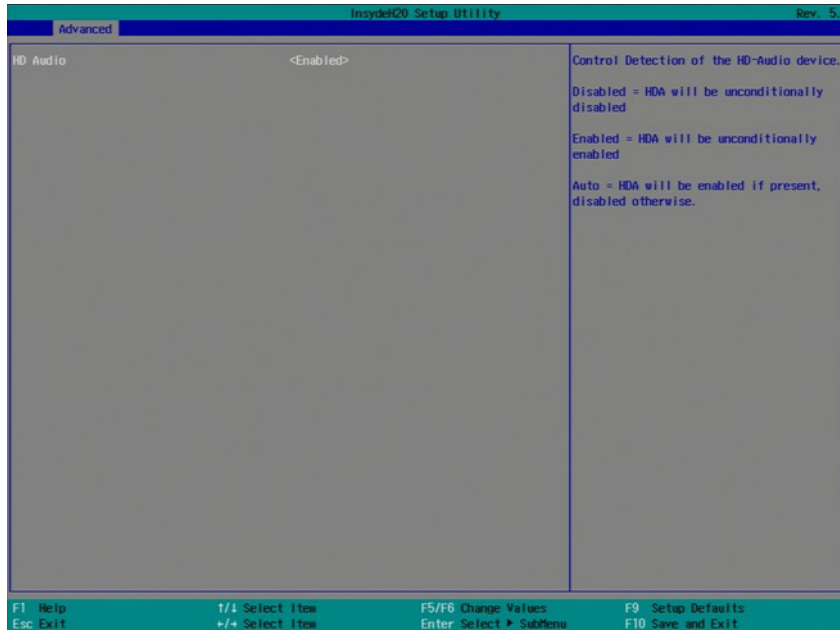 InsydeH20 Setup Utility Rev. 5.
Advanced
HD Audio <Enabled>
Control Detection of the HD-Audio device.
Disabled = HDA will be unconditionally
disabled
Enabled = HDA will be unconditionally
enabled
Auto = HDA will be enabled if present,
disabled otherwise.
F1 Help ↑/↓ Select Item F5/F6 Change Values F9 Setup Defaults
Esc Exit ←/→ Select Item Enter Select ▶ SubMenu F10 Save and Exit